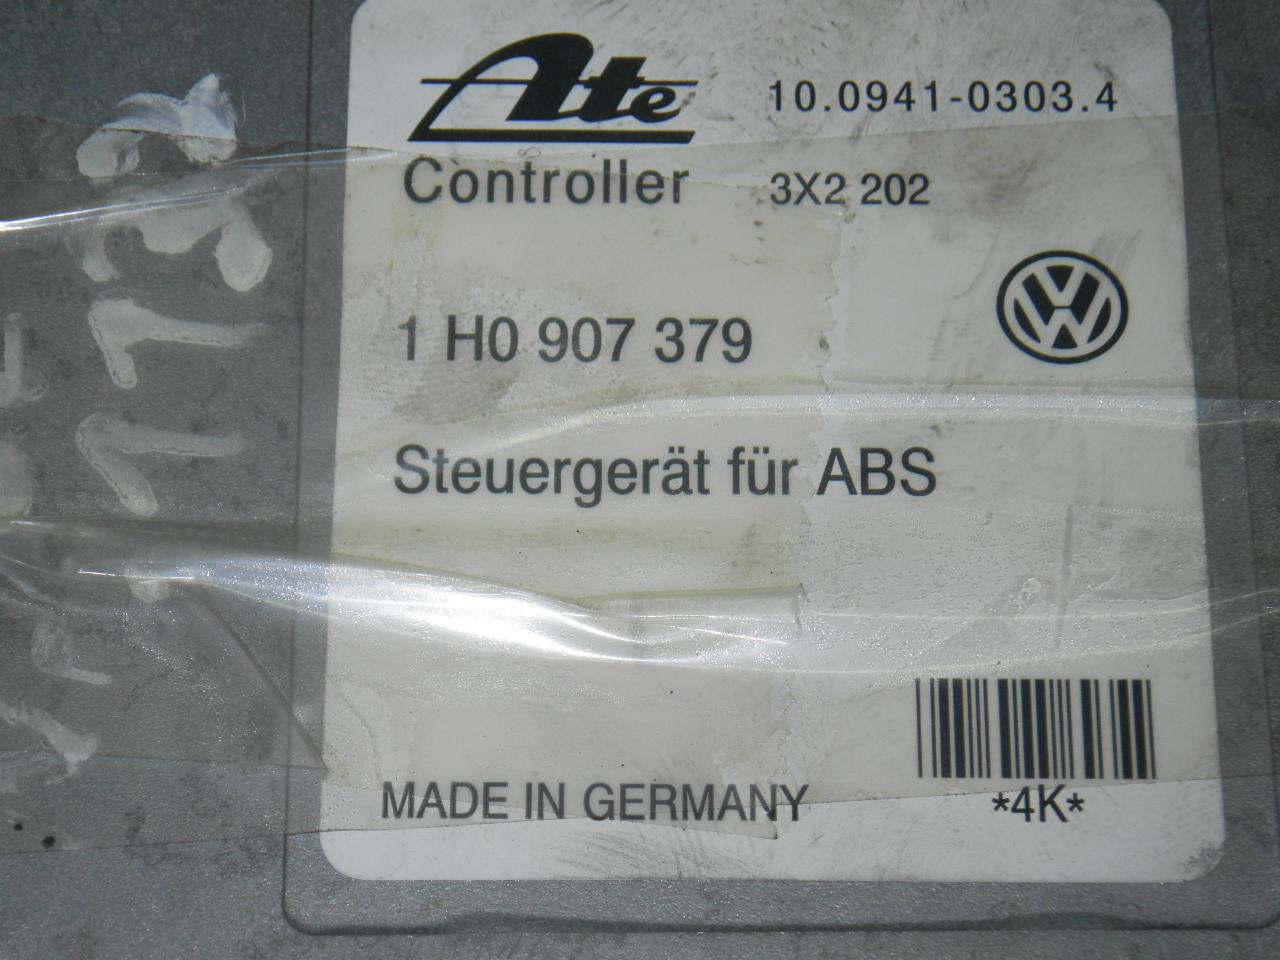 Ate 10.0941-0303.4
Controller 3X2 202
1 H0 907 379
Steuergerät für ABS
MADE IN GERMANY
*4K*